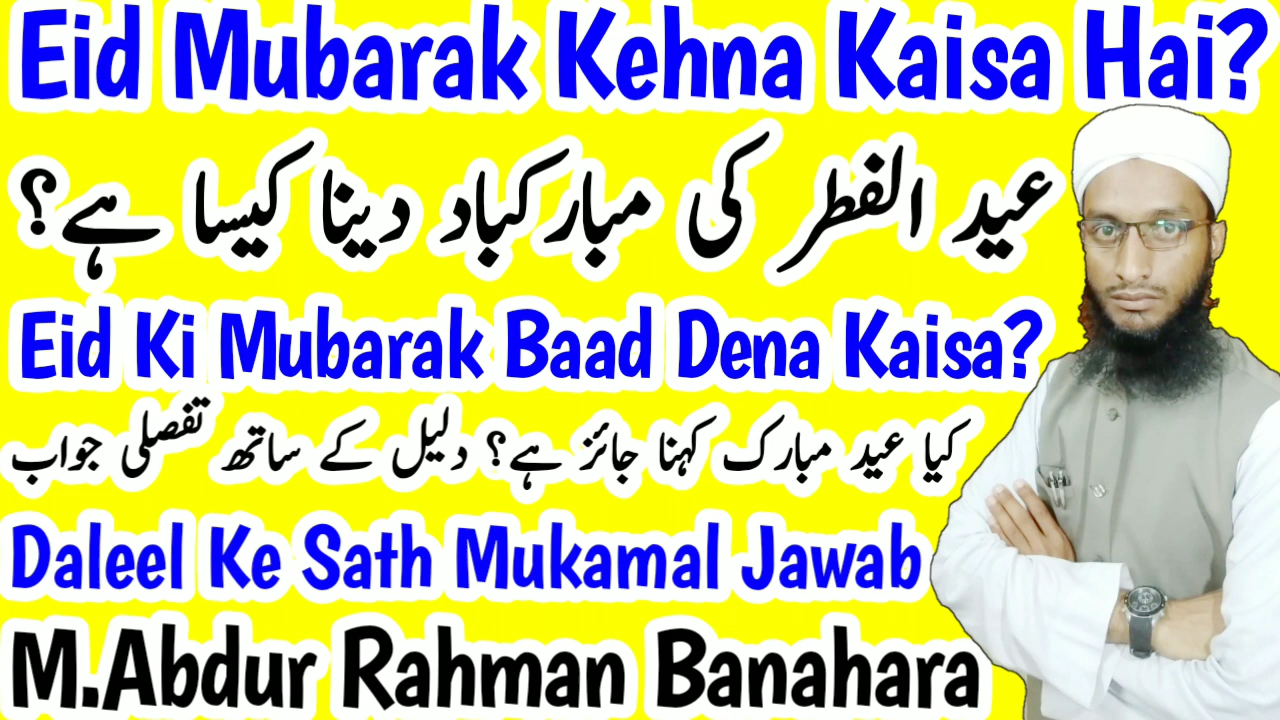 Eid Mubarak Kehna Kaisa Hai?
عید الفطر کی مبارکباد دینا کیسا ہے؟
Eid Ki Mubarak Baad Dena Kaisa?
کیا عید مبارک کہنا جائز ہے؟ دلیل کے ساتھ تفصلی جواب
Daleel Ke Sath Mukamal Jawab
M.Abdur Rahman Banahara